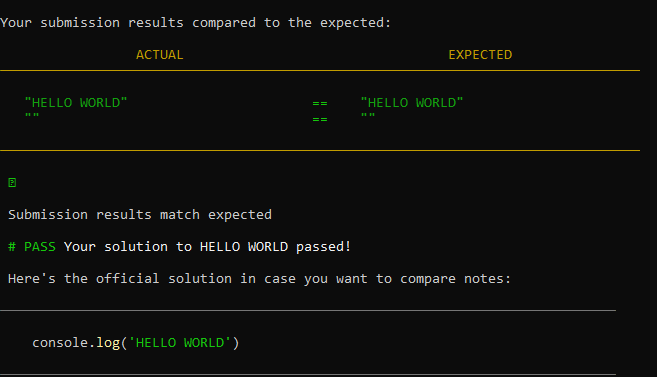 Your submission results compared to the expected:
ACTUAL EXPECTED
"HELLO WORLD" == "HELLO WORLD"
"" == ""
Submission results match expected
# PASS Your solution to HELLO WORLD passed!
Here's the official solution in case you want to compare notes:
console.log('HELLO WORLD')